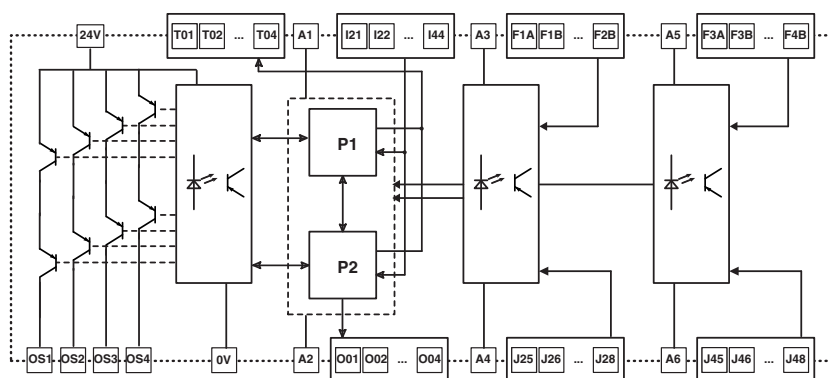 24V T01 T02 ... T04 A1 I21 I22 ... I44 A3 F1A F1B ... F2B A5 F3A F3B ... F4B
P1
P2
OS1 OS2 OS3 OS4 0V A2 O01 O02 ... O04 A4 J25 J26 ... J28 A6 J45 J46 ... J48